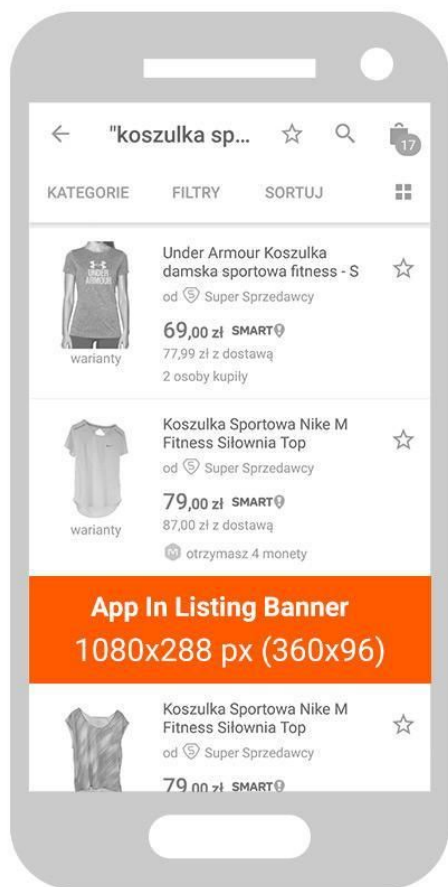 "koszulka sp...
17
KATEGORIE FILTRY SORTUJ
Under Armour Koszulka
damska sportowa fitness - S
od S Super Sprzedawcy
69,00 zł SMART
77,99 zł z dostawą
2 osoby kupiły
UNDER
ARMOUR
warianty
Koszulka Sportowa Nike M
Fitness Siłownia Top
od S Super Sprzedawcy
79,00 zł SMART
87,00 zł z dostawą
M otrzymasz 4 monety
warianty
App In Listing Banner
1080x288 px (360x96)
Koszulka Sportowa Nike M
Fitness Siłownia Top
od S Super Sprzedawcy
79,00 zł SMART